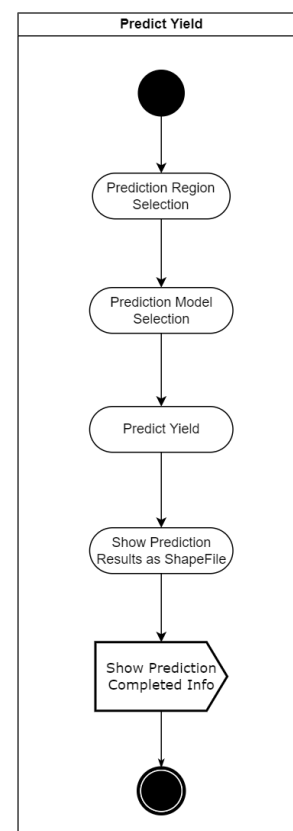 Predict Yield
Prediction Region
Selection
Prediction Model
Selection
Predict Yield
Show Prediction
Results as ShapeFile
Show Prediction
Completed Info